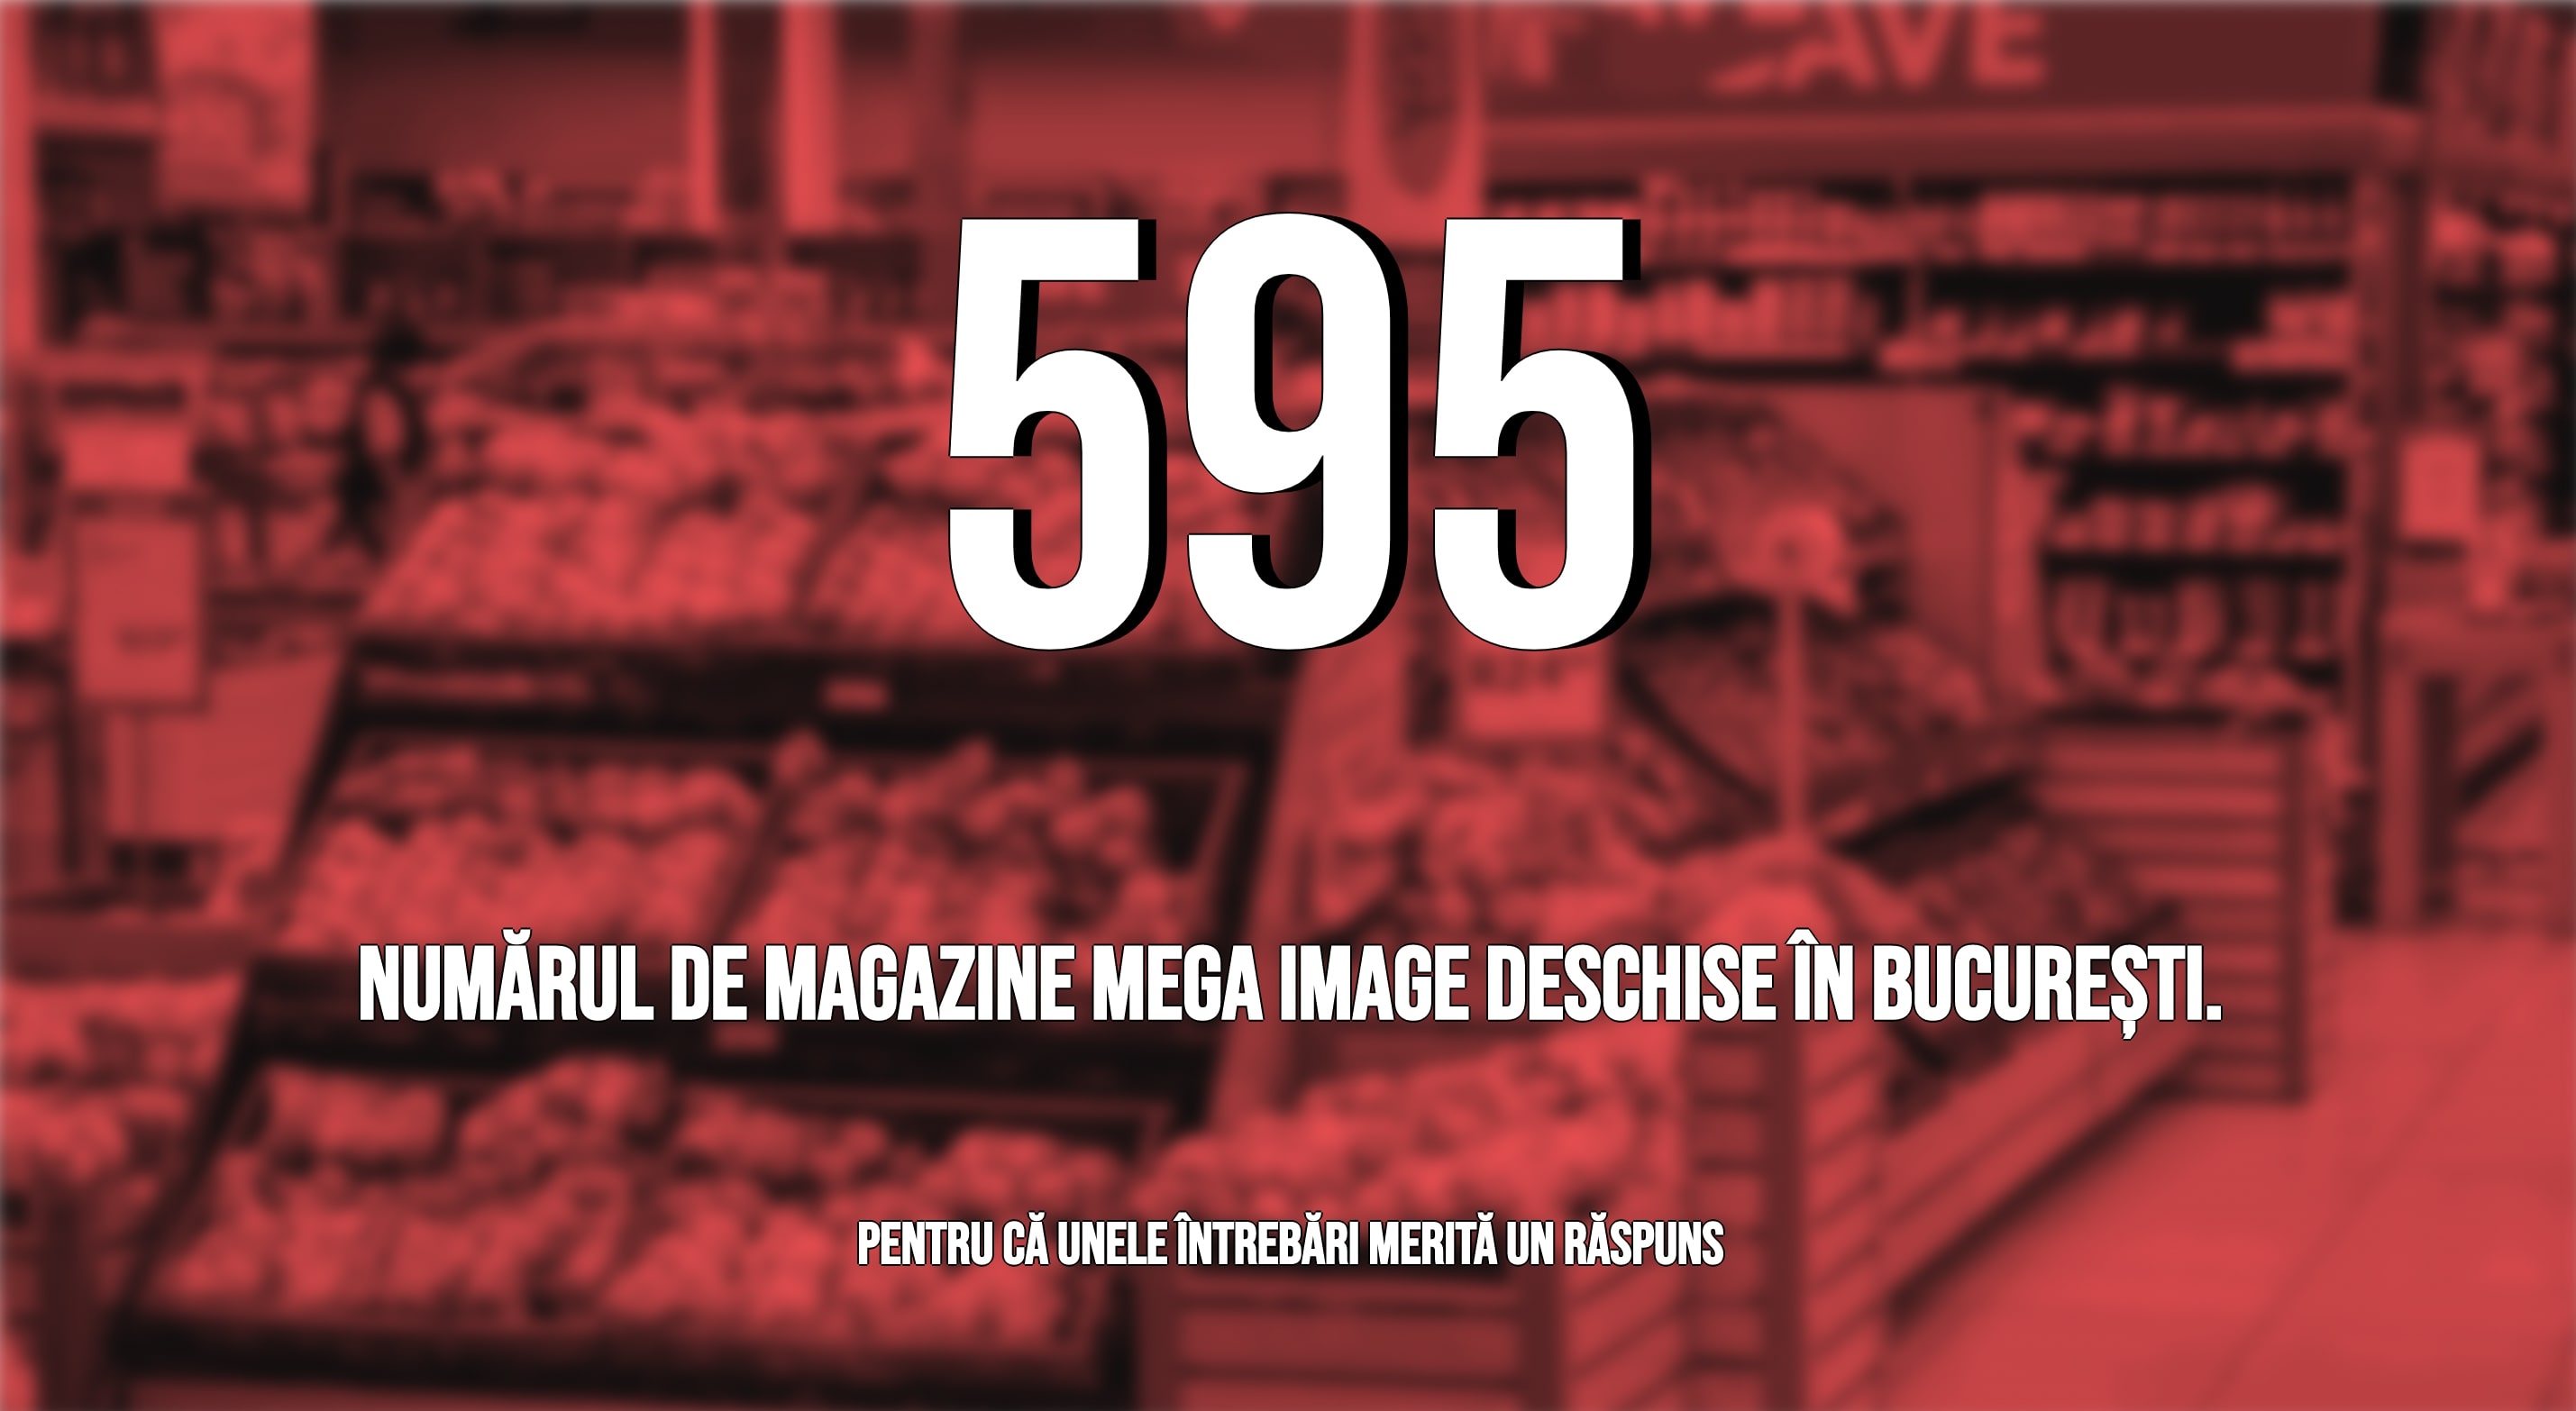 595
NUMĂRUL DE MAGAZINE MEGA IMAGE DESCHISE ÎN BUCUREȘTI.
PENTRU CĂ UNELE ÎNTREBĂRI MERITĂ UN RĂSPUNS